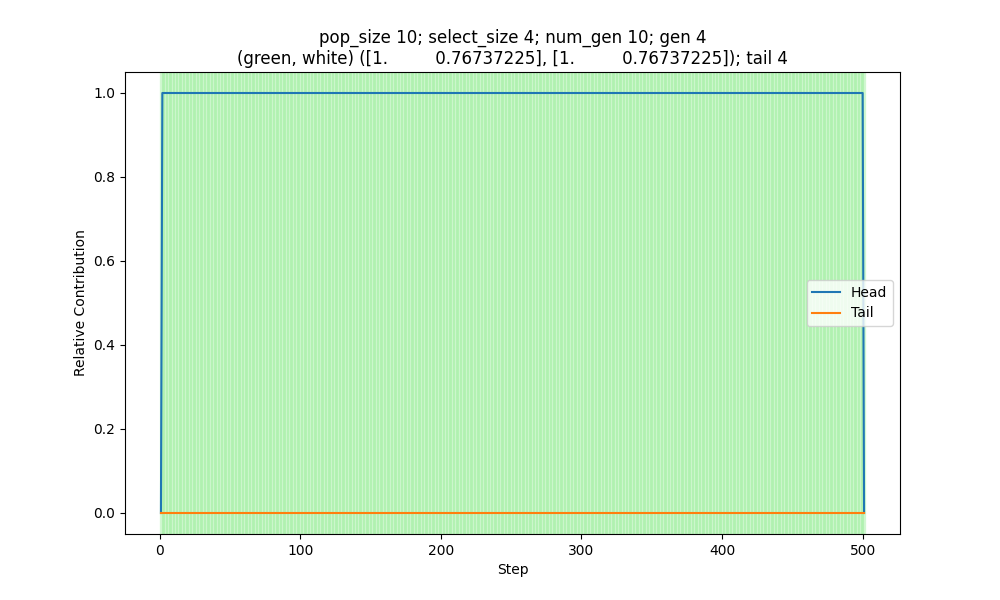 pop_size 10; select_size 4; num_gen 10; gen 4
(green, white) ([1.          0.76737225], [1.          0.76737225]); tail 4
1.0
0.8
0.6
0.4
0.2
0.0
Relative Contribution
Head
Tail
0
100
200
300
400
500
Step